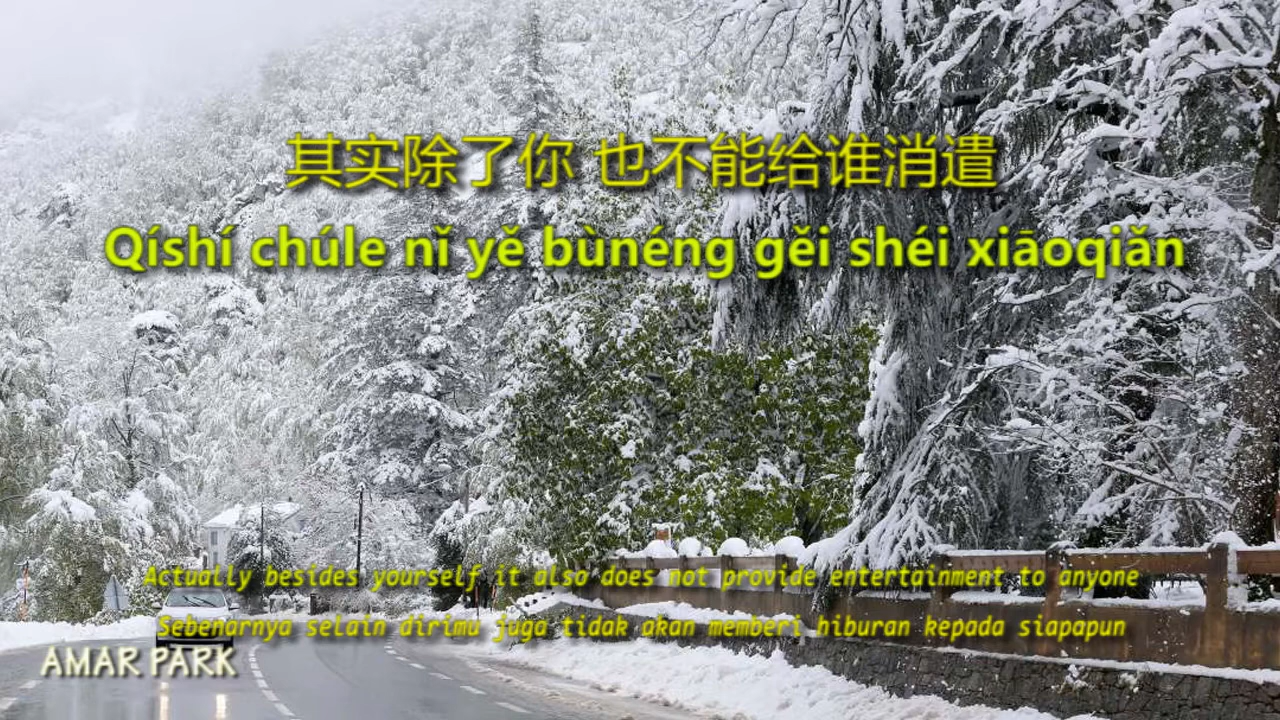 其实除了你 也不能给谁消遣
Qíshí chúle nǐ yě bùnéng gěi shéi xiāoqiǎn
Actually besides yourself it also does not provide entertainment to anyone
Sebenarnya selain dirimu juga tidak akan memberi hiburan kepada siapapun
AMAR PARK